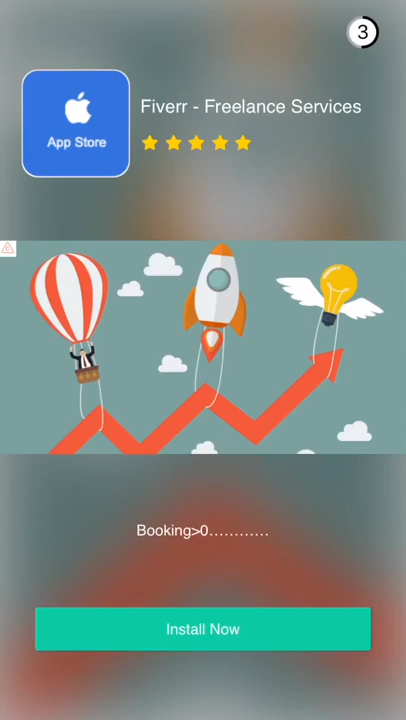 3
App Store
Fiverr - Freelance Services
Booking>0…………
Install Now